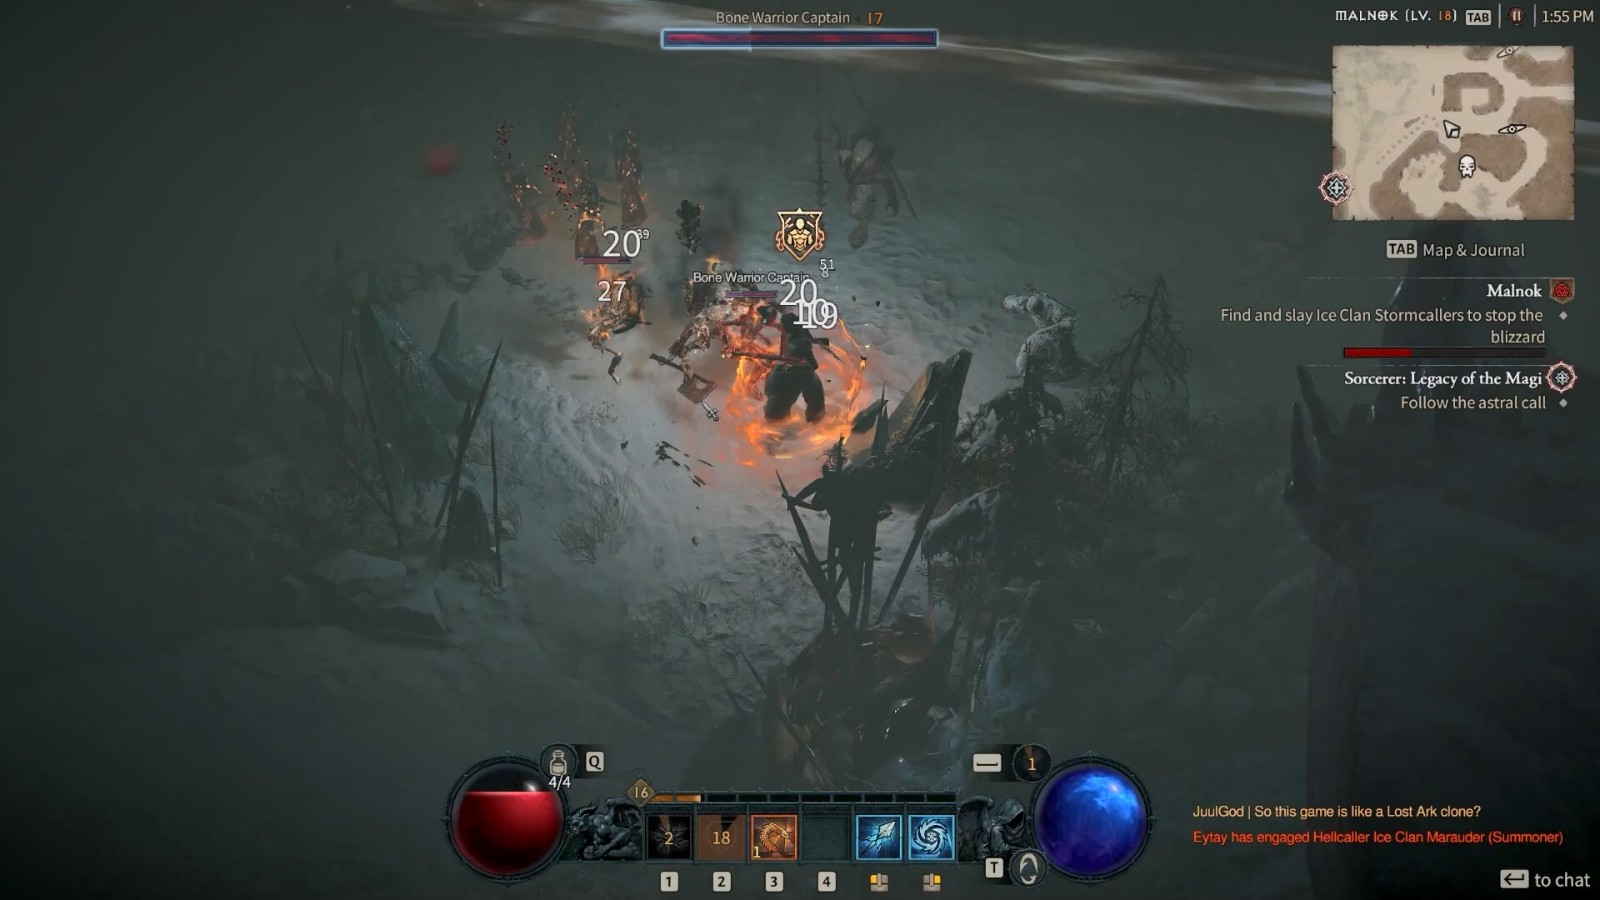 Bone Warrior Captain 17
MALNOK (LV. 18) TAB 1:55 PM
TAB Map & Journal
Malnok
Find and slay Ice Clan Stormcallers to stop the
blizzard
Sorcerer: Legacy of the Magi
Follow the astral call
20 39
27
51
8
Bone Warrior Captain
20
19
4/4
Q
1
16
2
18
1
T
1
2
3
4
JuulGod | So this game is like a Lost Ark clone?
Eytay has engaged Hellcaller Ice Clan Marauder (Summoner)
to chat